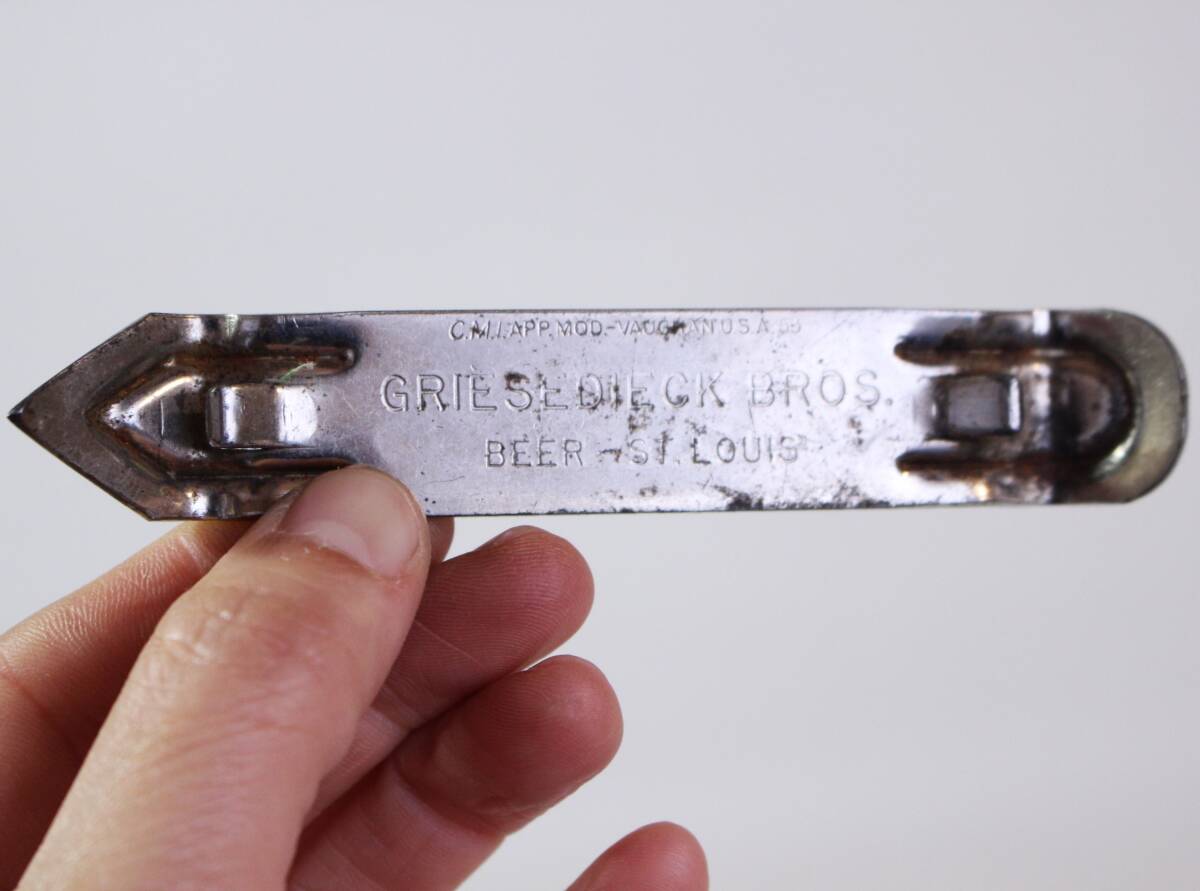 C.M.I. APP. MOD-VAUGHAN U.S.A.
GRIESEDIECK BROS.
BEER - ST. LOUIS